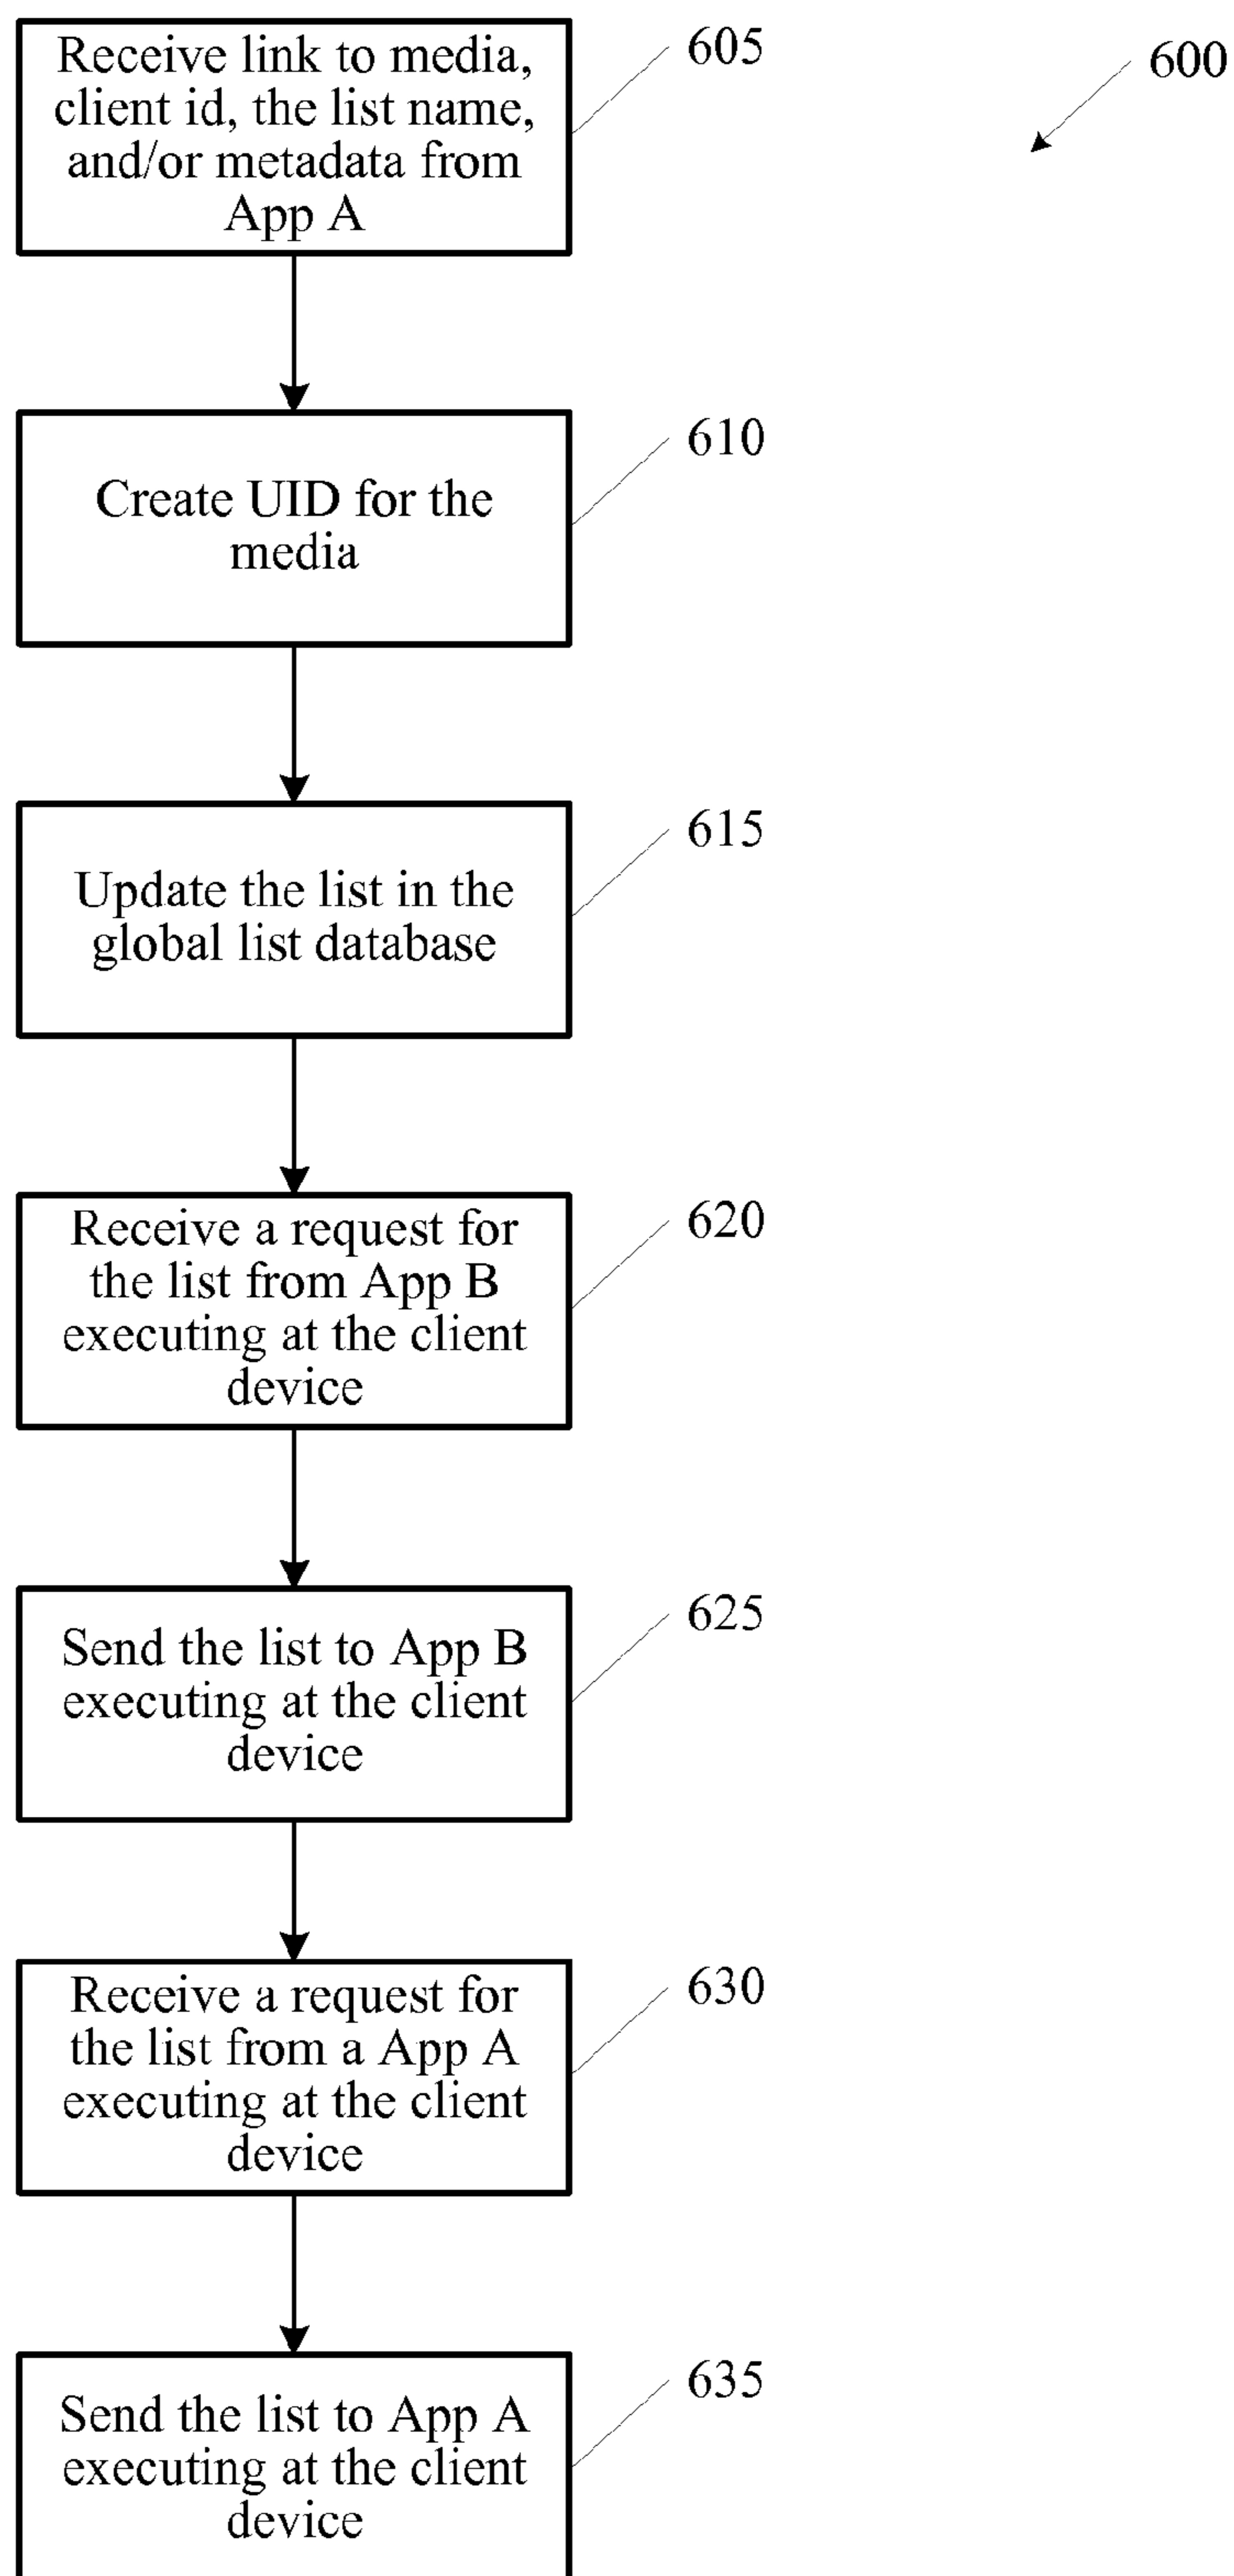 Receive link to media,
client id, the list name,
and/or metadata from
App A
605
600
Create UID for the
media
610
Update the list in the
global list database
615
Receive a request for
the list from App B
executing at the client
device
620
Send the list to App B
executing at the client
device
625
Receive a request for
the list from a App A
executing at the client
device
630
Send the list to App A
executing at the client
device
635